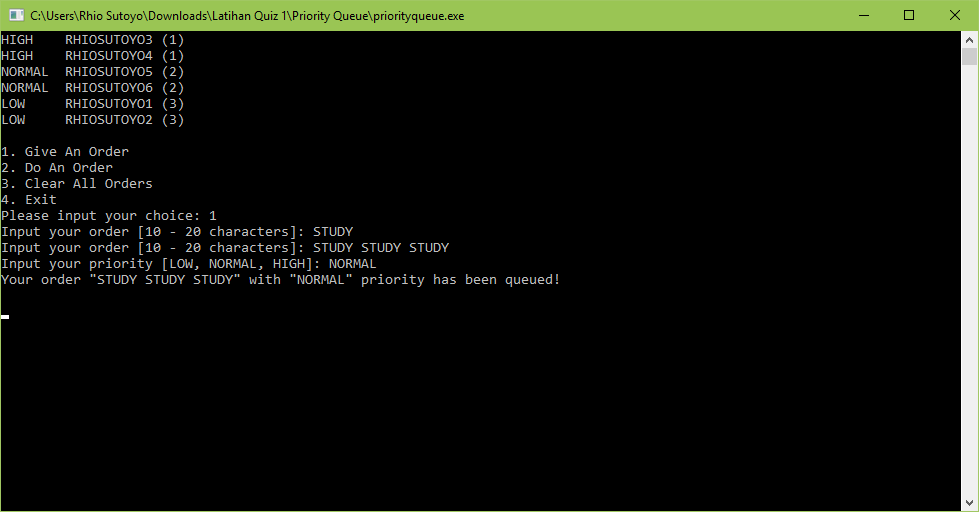 C:\Users\Rhio Sutoyo\Downloads\Latihan Quiz 1\Priority Queue\priorityqueue.exe
HIGH    RHIOSUTOYO3 (1)
HIGH    RHIOSUTOYO4 (1)
NORMAL  RHIOSUTOYO5 (2)
NORMAL  RHIOSUTOYO6 (2)
LOW     RHIOSUTOYO1 (3)
LOW     RHIOSUTOYO2 (3)
1. Give An Order
2. Do An Order
3. Clear All Orders
4. Exit
Please input your choice: 1
Input your order [10 - 20 characters]: STUDY
Input your order [10 - 20 characters]: STUDY STUDY STUDY
Input your priority [LOW, NORMAL, HIGH]: NORMAL
Your order "STUDY STUDY STUDY" with "NORMAL" priority has been queued!